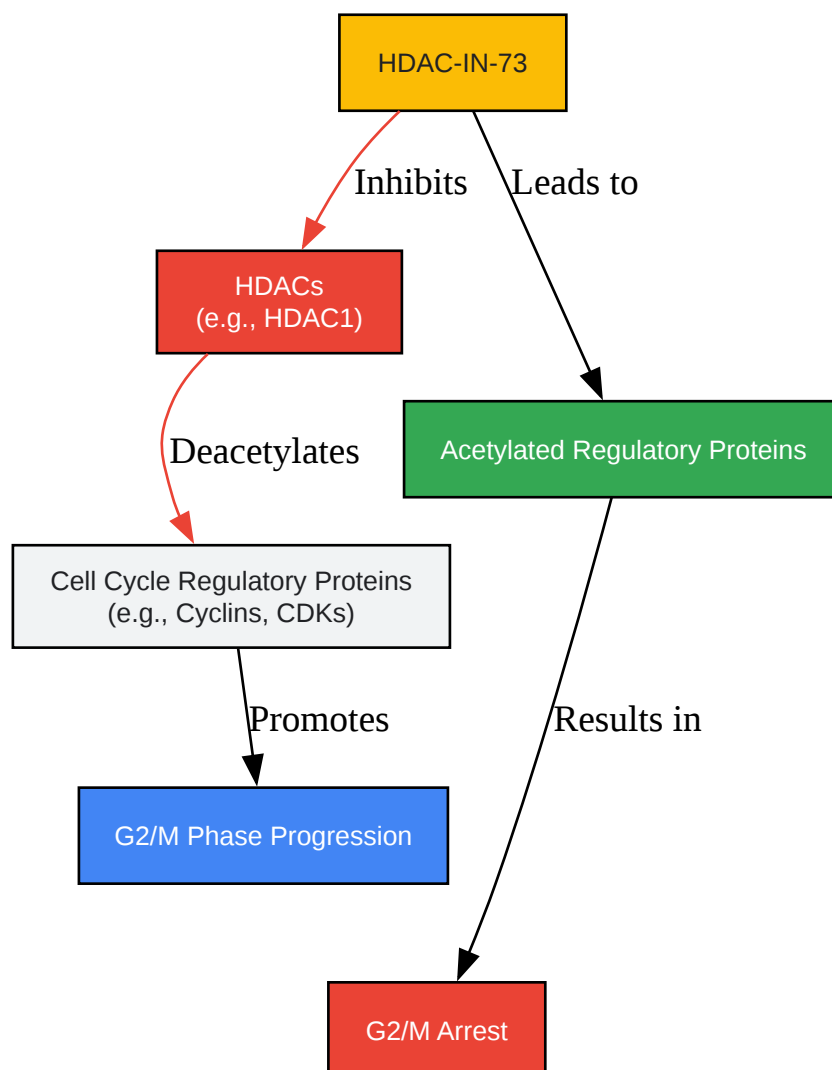 HDAC-IN-73
Inhibits
Leads to
HDACs
(e.g., HDAC1)
Deacetylates
Acetylated Regulatory Proteins
Cell Cycle Regulatory Proteins
(e.g., Cyclins, CDKs)
Promotes
Results in
G2/M Phase Progression
G2/M Arrest